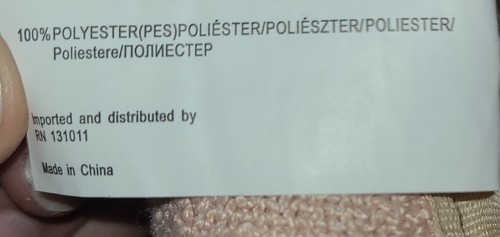 100%POLYESTER(PES)POLIÉSTER/POLIÉSZTER/POLIESTER/
Poliestere/ПОЛИЕСТЕР
imported and distributed by
RN 131011
Made in China